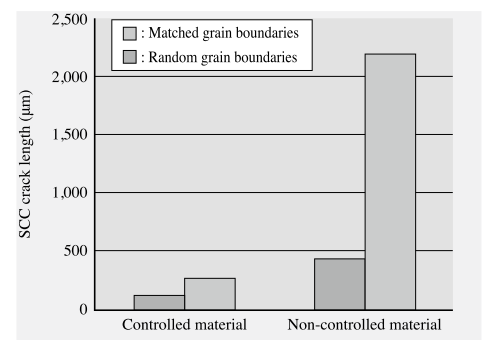 2,500
2,000
1,500
1,000
500
0
SCC crack length (μm)
: Matched grain boundaries
: Random grain boundaries
Controlled material
Non-controlled material